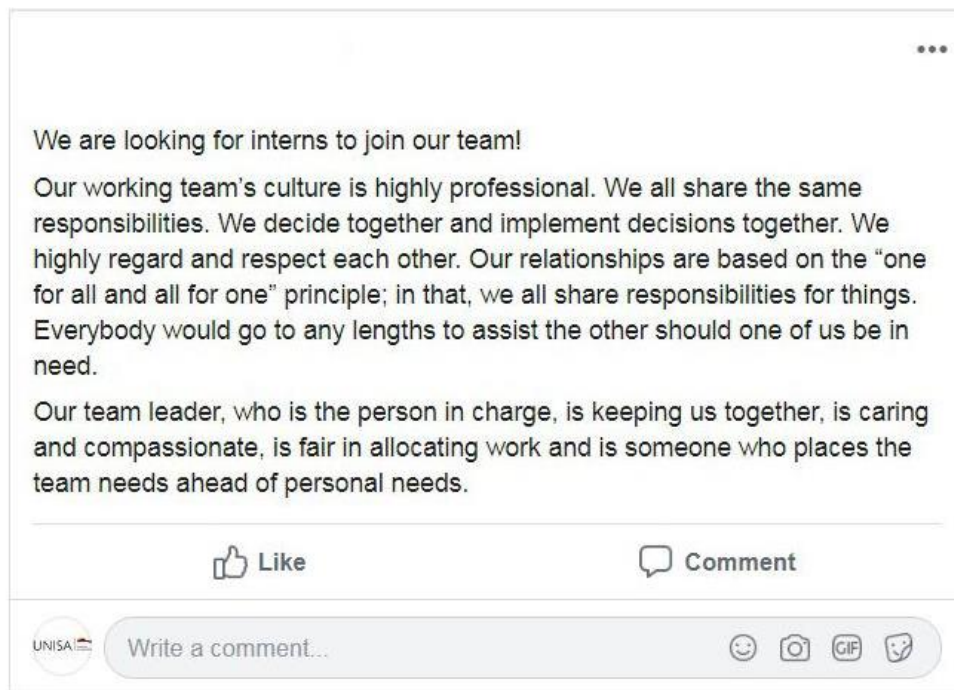 We are looking for interns to join our team!
Our working team’s culture is highly professional. We all share the same
responsibilities. We decide together and implement decisions together. We
highly regard and respect each other. Our relationships are based on the “one
for all and all for one” principle; in that, we all share responsibilities for things.
Everybody would go to any lengths to assist the other should one of us be in
need.
Our team leader, who is the person in charge, is keeping us together, is caring
and compassionate, is fair in allocating work and is someone who places the
team needs ahead of personal needs.
Like
Comment
UNISA
Write a comment...
GIF